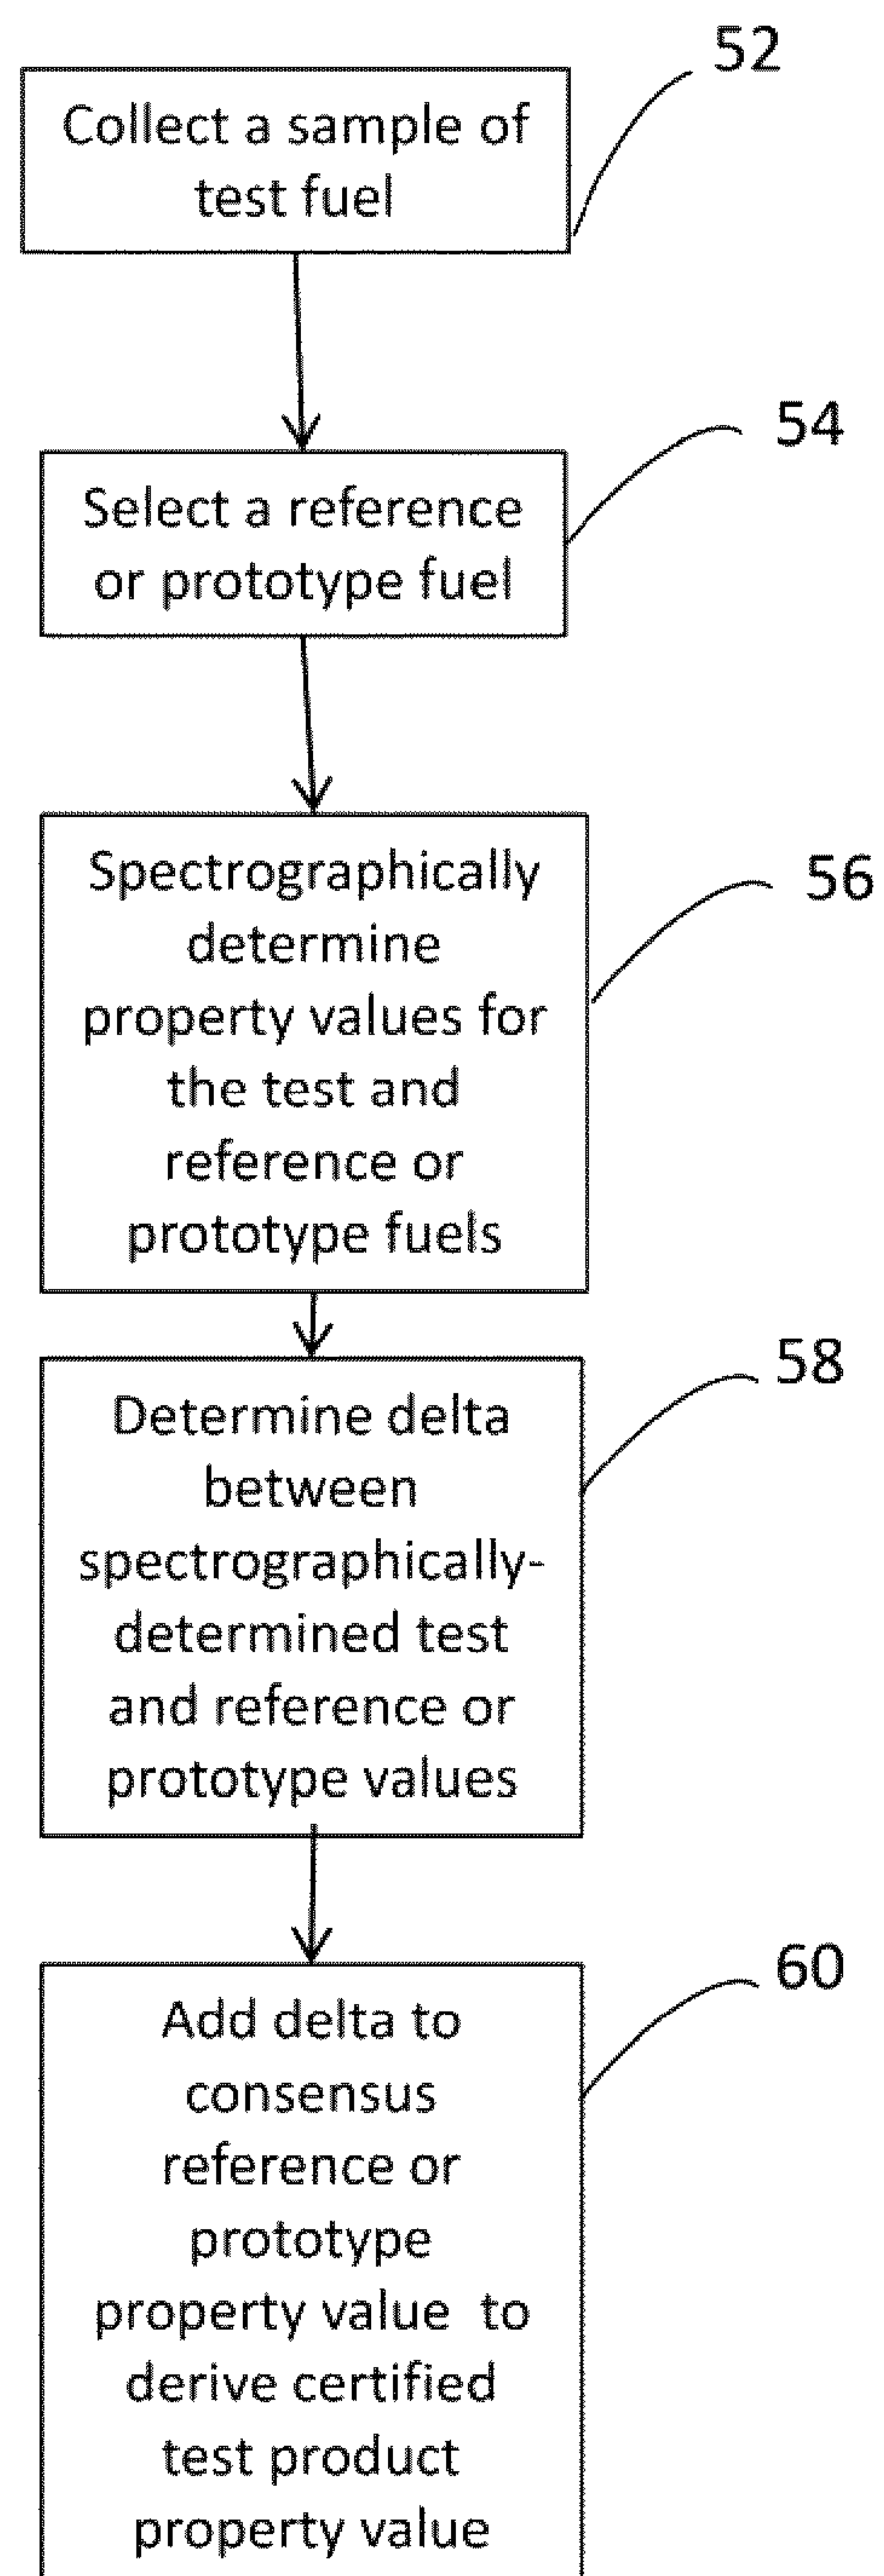 52
Collect a sample of
test fuel
54
Select a reference
or prototype fuel
56
Spectrographically
determine
property values for
the test and
reference or
prototype fuels
58
Determine delta
between
spectrographically-
determined test
and reference or
prototype values
60
Add delta to
consensus
reference or
prototype
property value to
derive certified
test product
property value